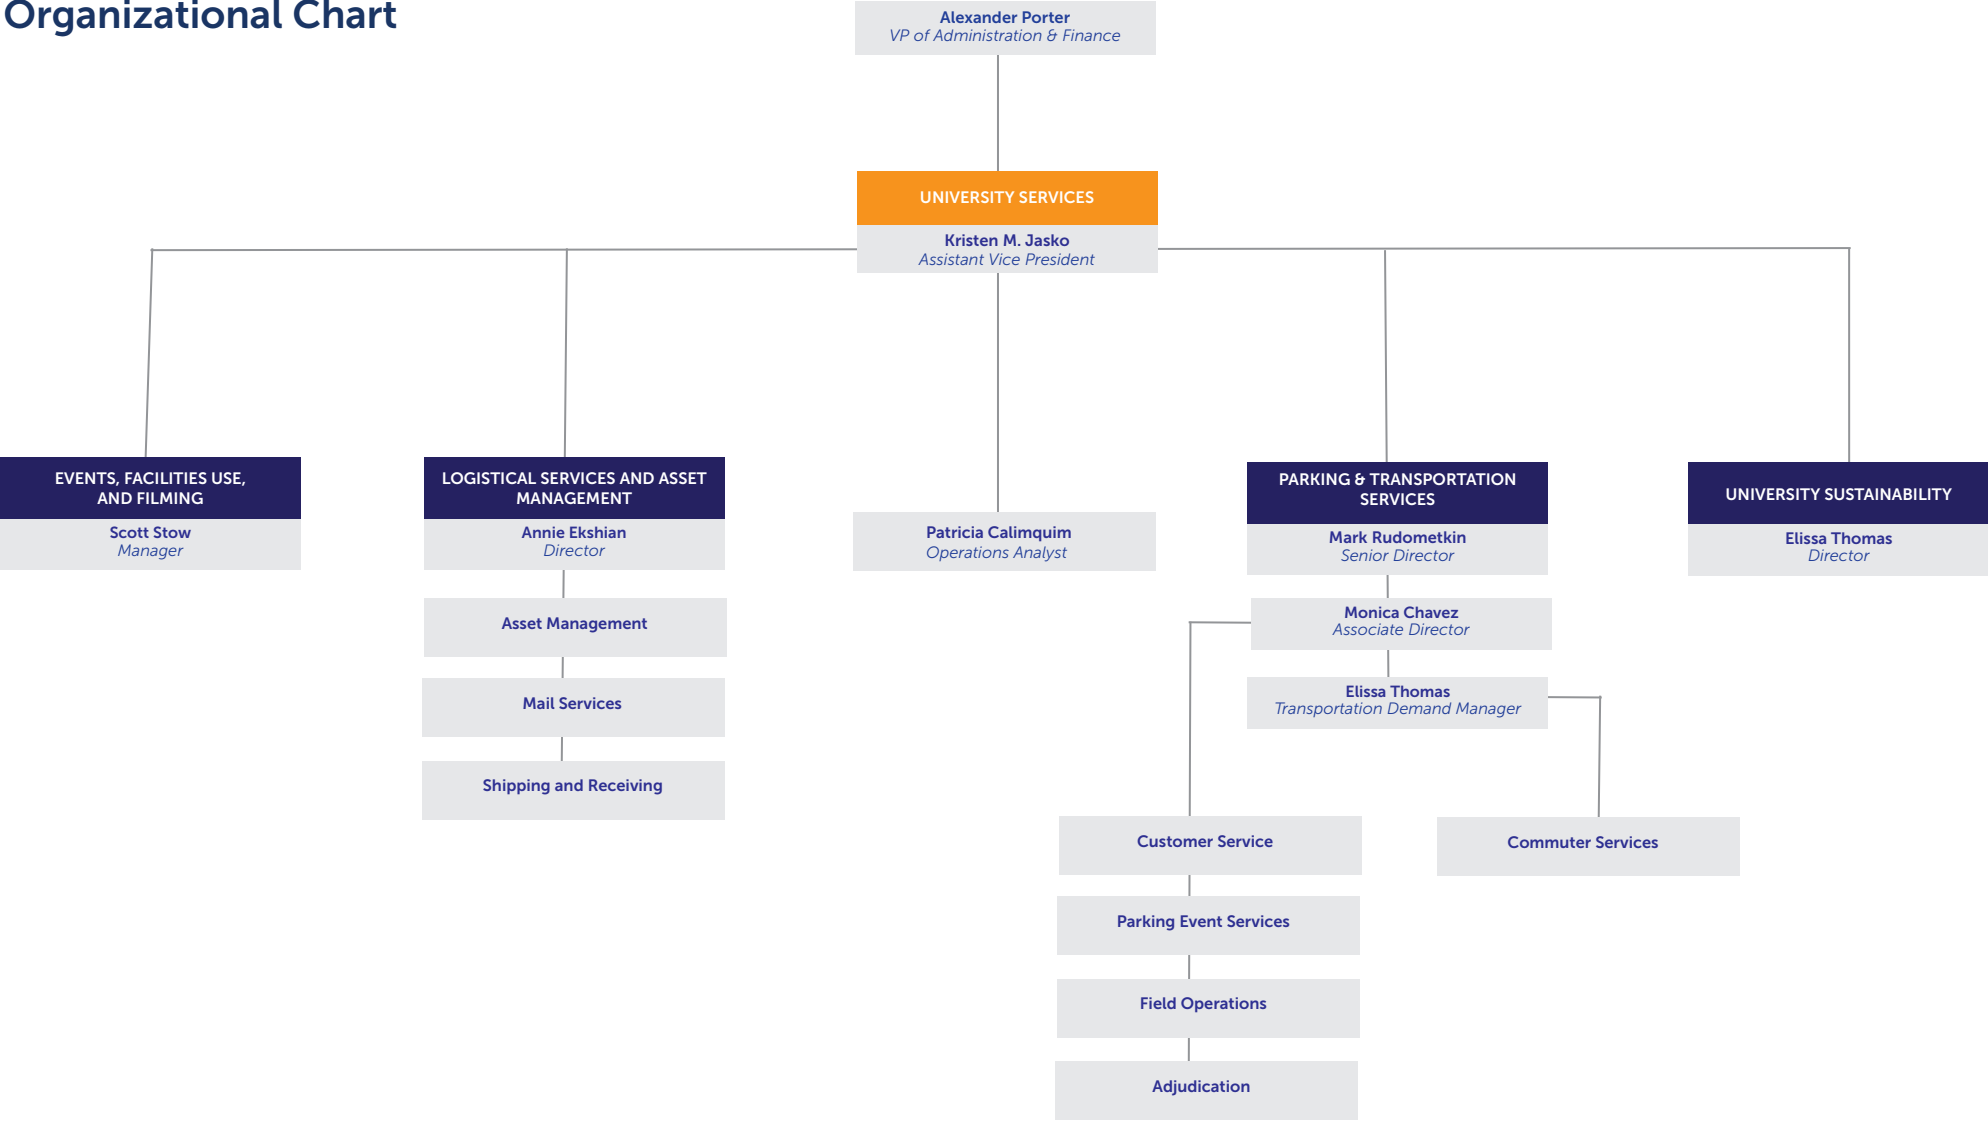 Organizational Chart
Alexander Porter
VP of Administration & Finance
UNIVERSITY SERVICES
Kristen M. Jasko
Assistant Vice President
EVENTS, FACILITIES USE,
AND FILMING
Scott Stow
Manager
LOGISTICAL SERVICES AND ASSET
MANAGEMENT
Annie Ekshian
Director
Asset Management
Mail Services
Shipping and Receiving
Patricia Calimquim
Operations Analyst
PARKING & TRANSPORTATION
SERVICES
Mark Rudometkin
Senior Director
Monica Chavez
Associate Director
Elissa Thomas
Transportation Demand Manager
Customer Service
Parking Event Services
Field Operations
Adjudication
Commuter Services
UNIVERSITY SUSTAINABILITY
Elissa Thomas
Director